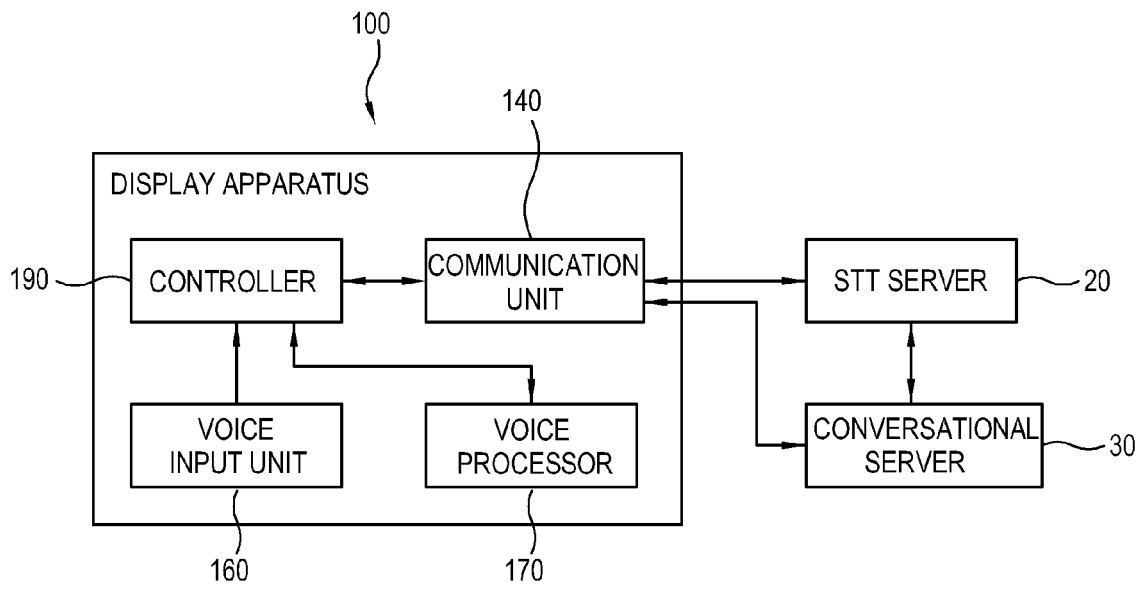 100
140
DISPLAY APPARATUS
190
CONTROLLER
COMMUNICATION
UNIT
STT SERVER
20
VOICE
INPUT UNIT
VOICE
PROCESSOR
CONVERSATIONAL
SERVER
30
160
170